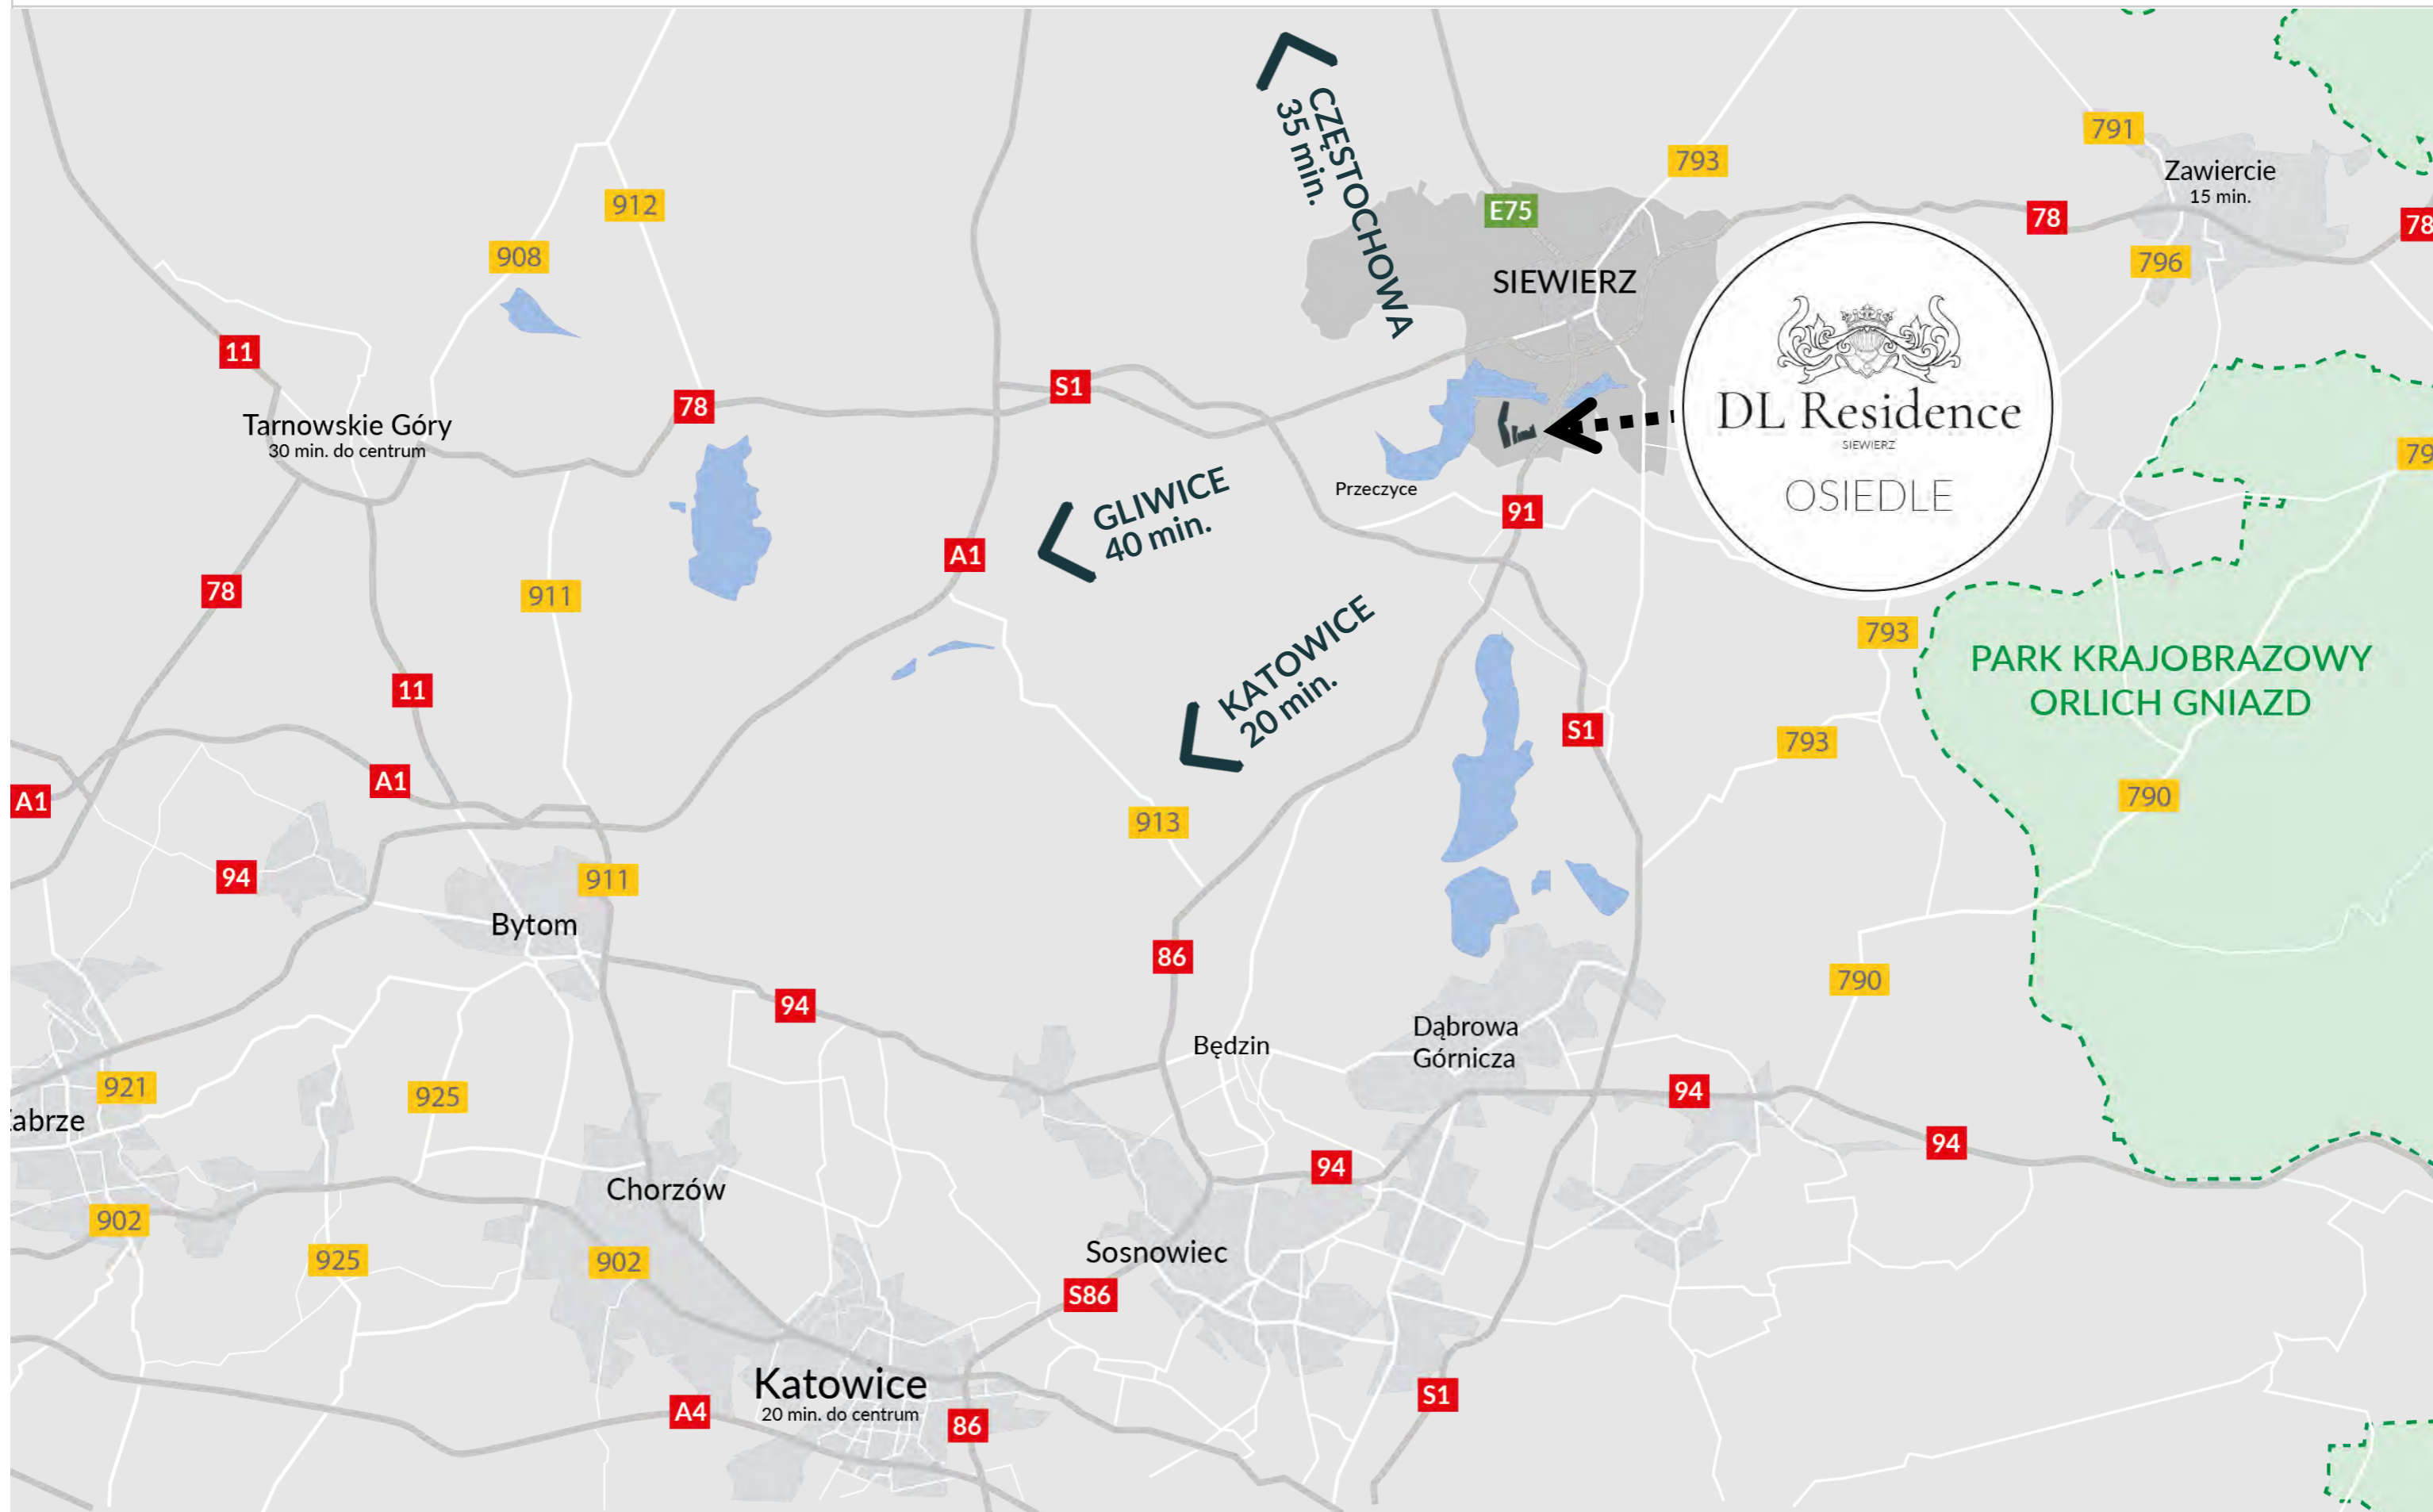 CZĘSTOCHOWA
35 min.
791
793
Zawiercie
15 min.
912
E75
78
78
908
796
SIEWIERZ
11
S1
78
DL Residence
SIEWIERZ
OSIEDLE
Tarnowskie Góry
30 min. do centrum
Przeczyce
GLIWICE
40 min.
91
A1
78
911
793
KATOWICE
20 min.
PARK KRAJOBRAZOWY
ORLICH GNIAZD
11
S1
793
A1
A1
790
913
94
911
Bytom
86
790
94
Będzin
Dąbrowa
Górnicza
921
925
94
94
94
Chorzów
902
925
902
Sosnowiec
S86
Katowice
20 min. do centrum
A4
86
S1